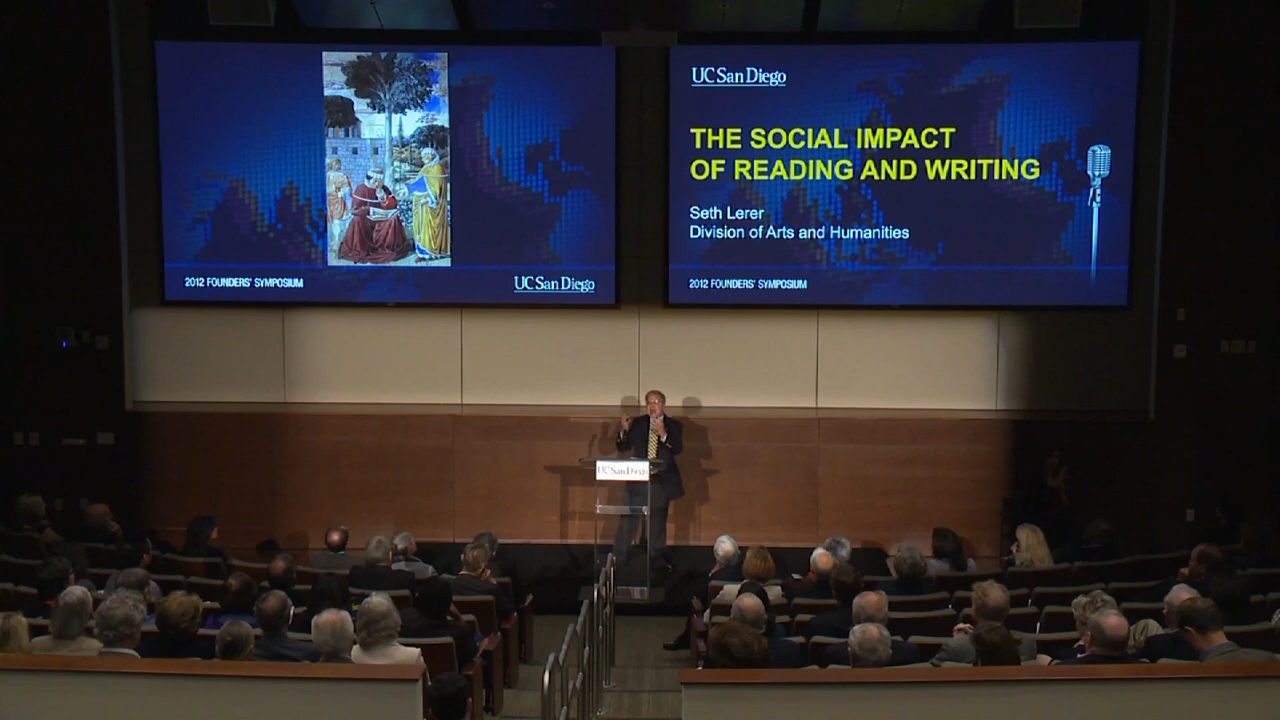 2012 FOUNDERS' SYMPOSIUM
UC San Diego
UC San Diego
THE SOCIAL IMPACT
OF READING AND WRITING
Seth Lerer
Division of Arts and Humanities
2012 FOUNDERS' SYMPOSIUM
UC San Diego